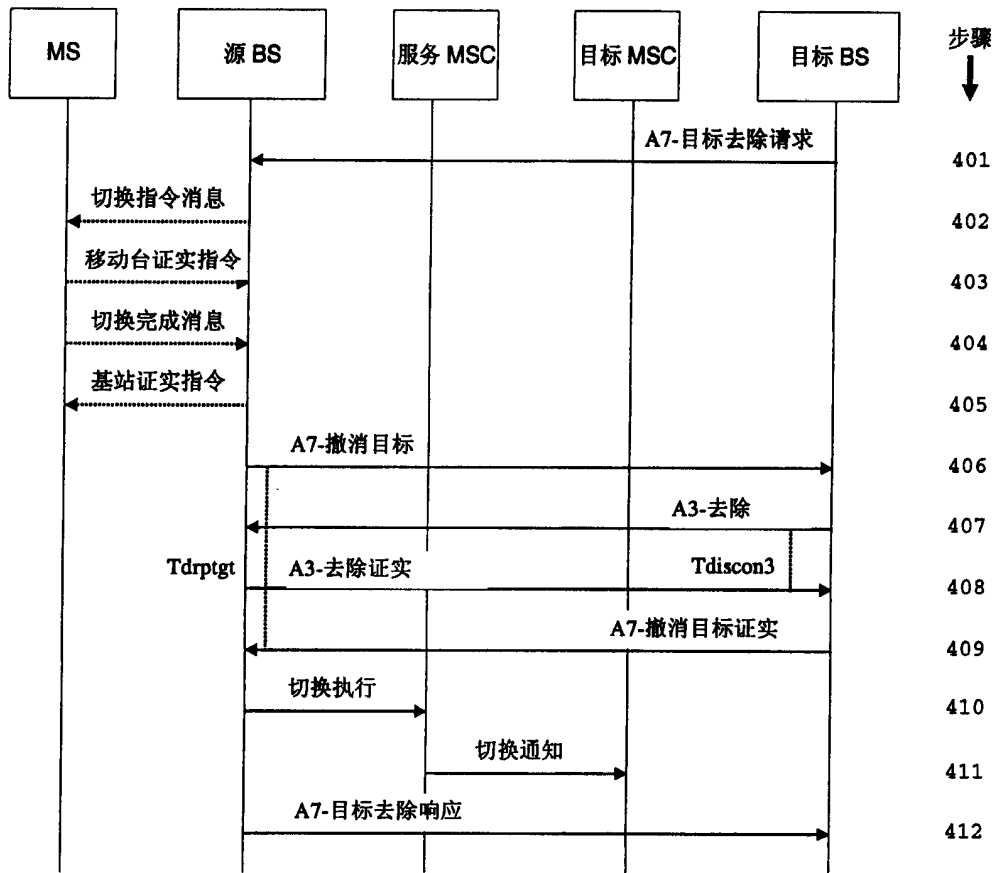 MS
源 BS
服务 MSC
目标 MSC
目标 BS
步骤
A7-目标去除请求
401
切换指令消息
402
移动台证实指令
403
切换完成消息
404
基站证实指令
405
A7-撤消目标
406
A3-去除
407
Tdrptgt
A3-去除证实
Tdiscon3
408
A7-撤消目标证实
409
切换执行
410
切换通知
411
A7-目标去除响应
412